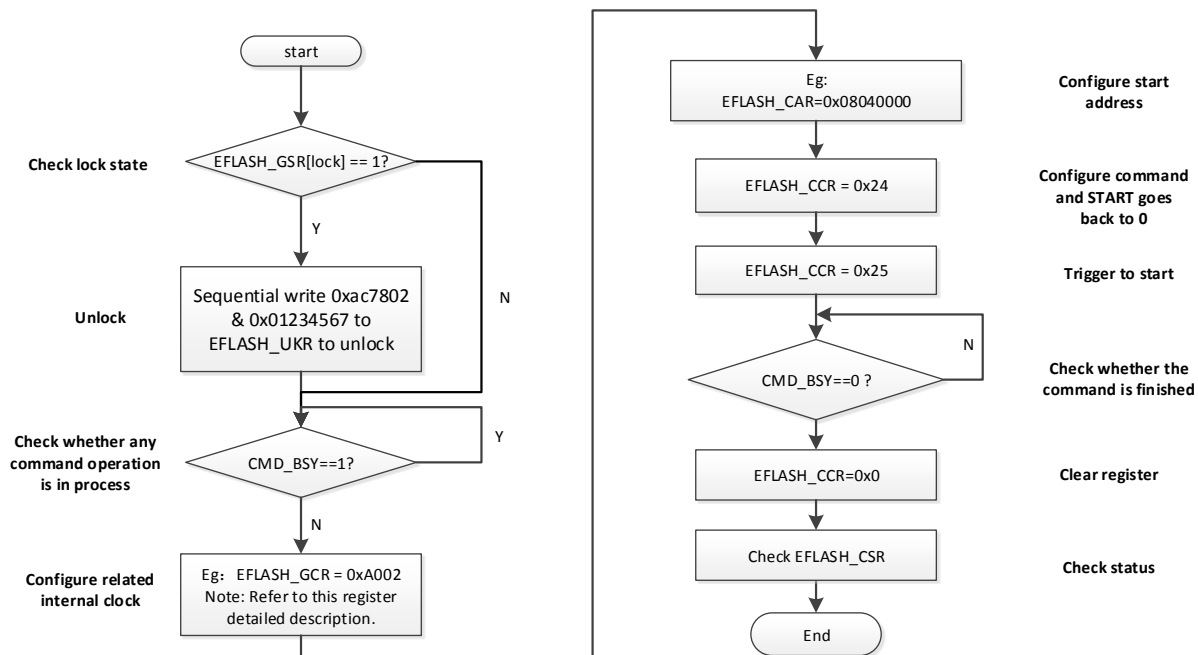 start
Check lock state
EFLASH_GSR[lock] == 1?
Y
N
Unlock
Sequential write 0xac7802
& 0x01234567 to
EFLASH_UKR to unlock
Check whether any
command operation
is in process
CMD_BSY==1?
Y
N
Configure related
internal clock
Eg: EFLASH_GCR = 0xA002
Note: Refer to this register
detailed description.
Eg:
EFLASH_CAR=0x08040000
Configure start
address
EFLASH_CCR = 0x24
Configure command
and START goes
back to 0
EFLASH_CCR = 0x25
Trigger to start
N
CMD_BSY==0 ?
Check whether the
command is finished
EFLASH_CCR=0x0
Clear register
Check EFLASH_CSR
Check status
End